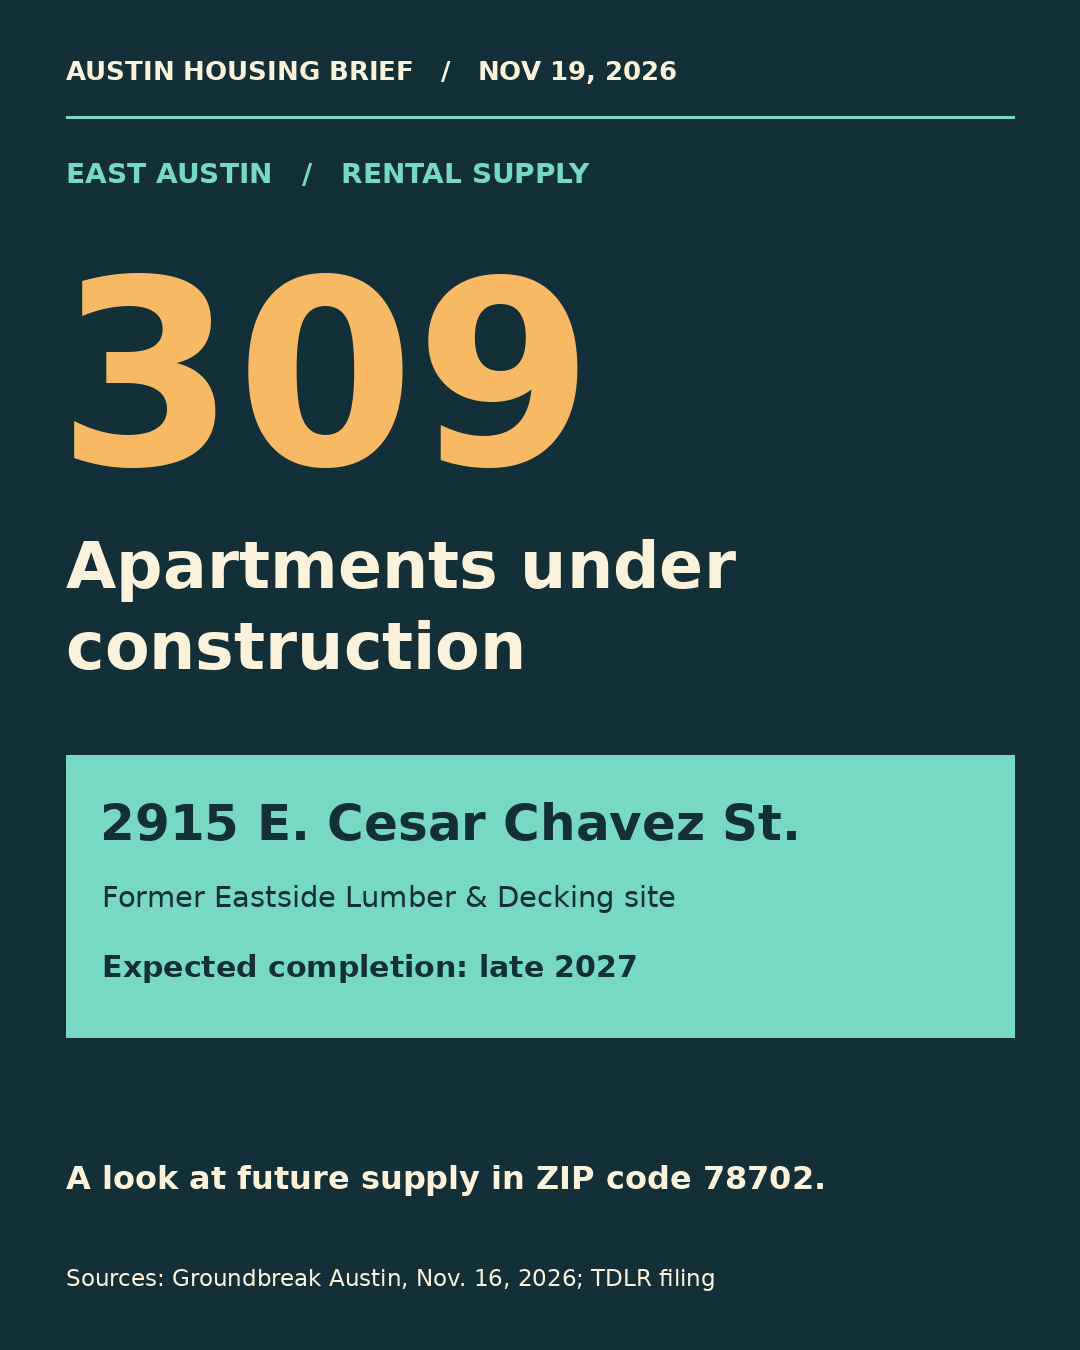 AUSTIN HOUSING BRIEF / NOV 19, 2026
EAST AUSTIN / RENTAL SUPPLY
309
Apartments under
construction
2915 E. Cesar Chavez St.
Former Eastside Lumber & Decking site
Expected completion: late 2027
A look at future supply in ZIP code 78702.
Sources: Groundbreak Austin, Nov. 16, 2026; TDLR filing